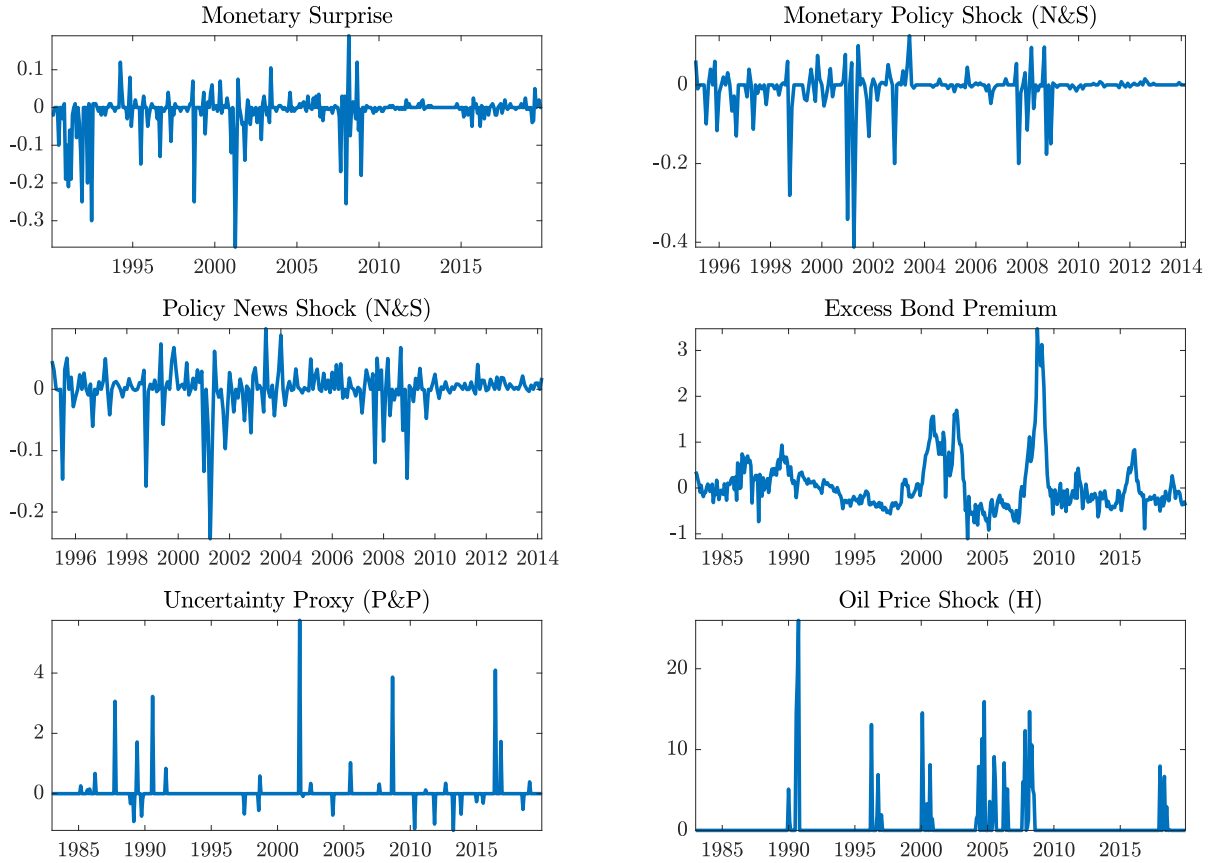 Monetary Surprise
0.1
0
-0.1
-0.2
-0.3
1995 2000 2005 2010 2015
Monetary Policy Shock (N&S)
0
-0.2
-0.4
1996 1998 2000 2002 2004 2006 2008 2010 2012 2014
Policy News Shock (N&S)
0
-0.1
-0.2
1996 1998 2000 2002 2004 2006 2008 2010 2012 2014
Excess Bond Premium
3
2
1
0
-1
1985 1990 1995 2000 2005 2010 2015
Uncertainty Proxy (P&P)
4
2
0
1985 1990 1995 2000 2005 2010 2015
Oil Price Shock (H)
20
10
0
1985 1990 1995 2000 2005 2010 2015